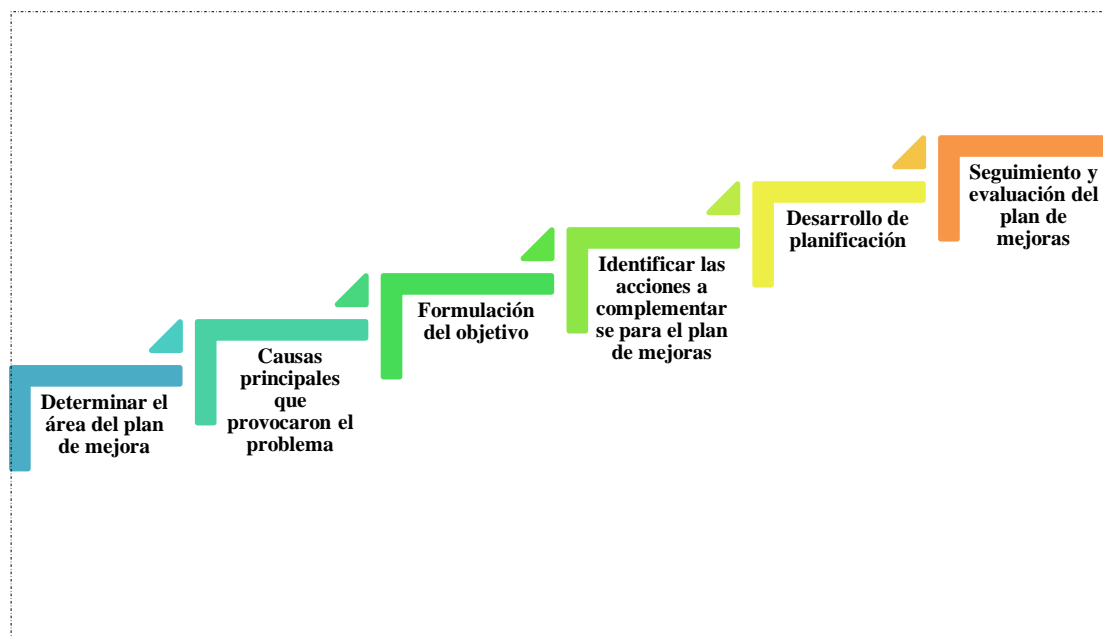 Determinar el
área del plan
de mejora
Causas
principales
que
provocaron el
problema
Formulación
del objetivo
Identificar las
acciones a
complementar
se para el plan
de mejoras
Desarrollo de
planificación
Seguimiento y
evaluación del
plan de
mejoras